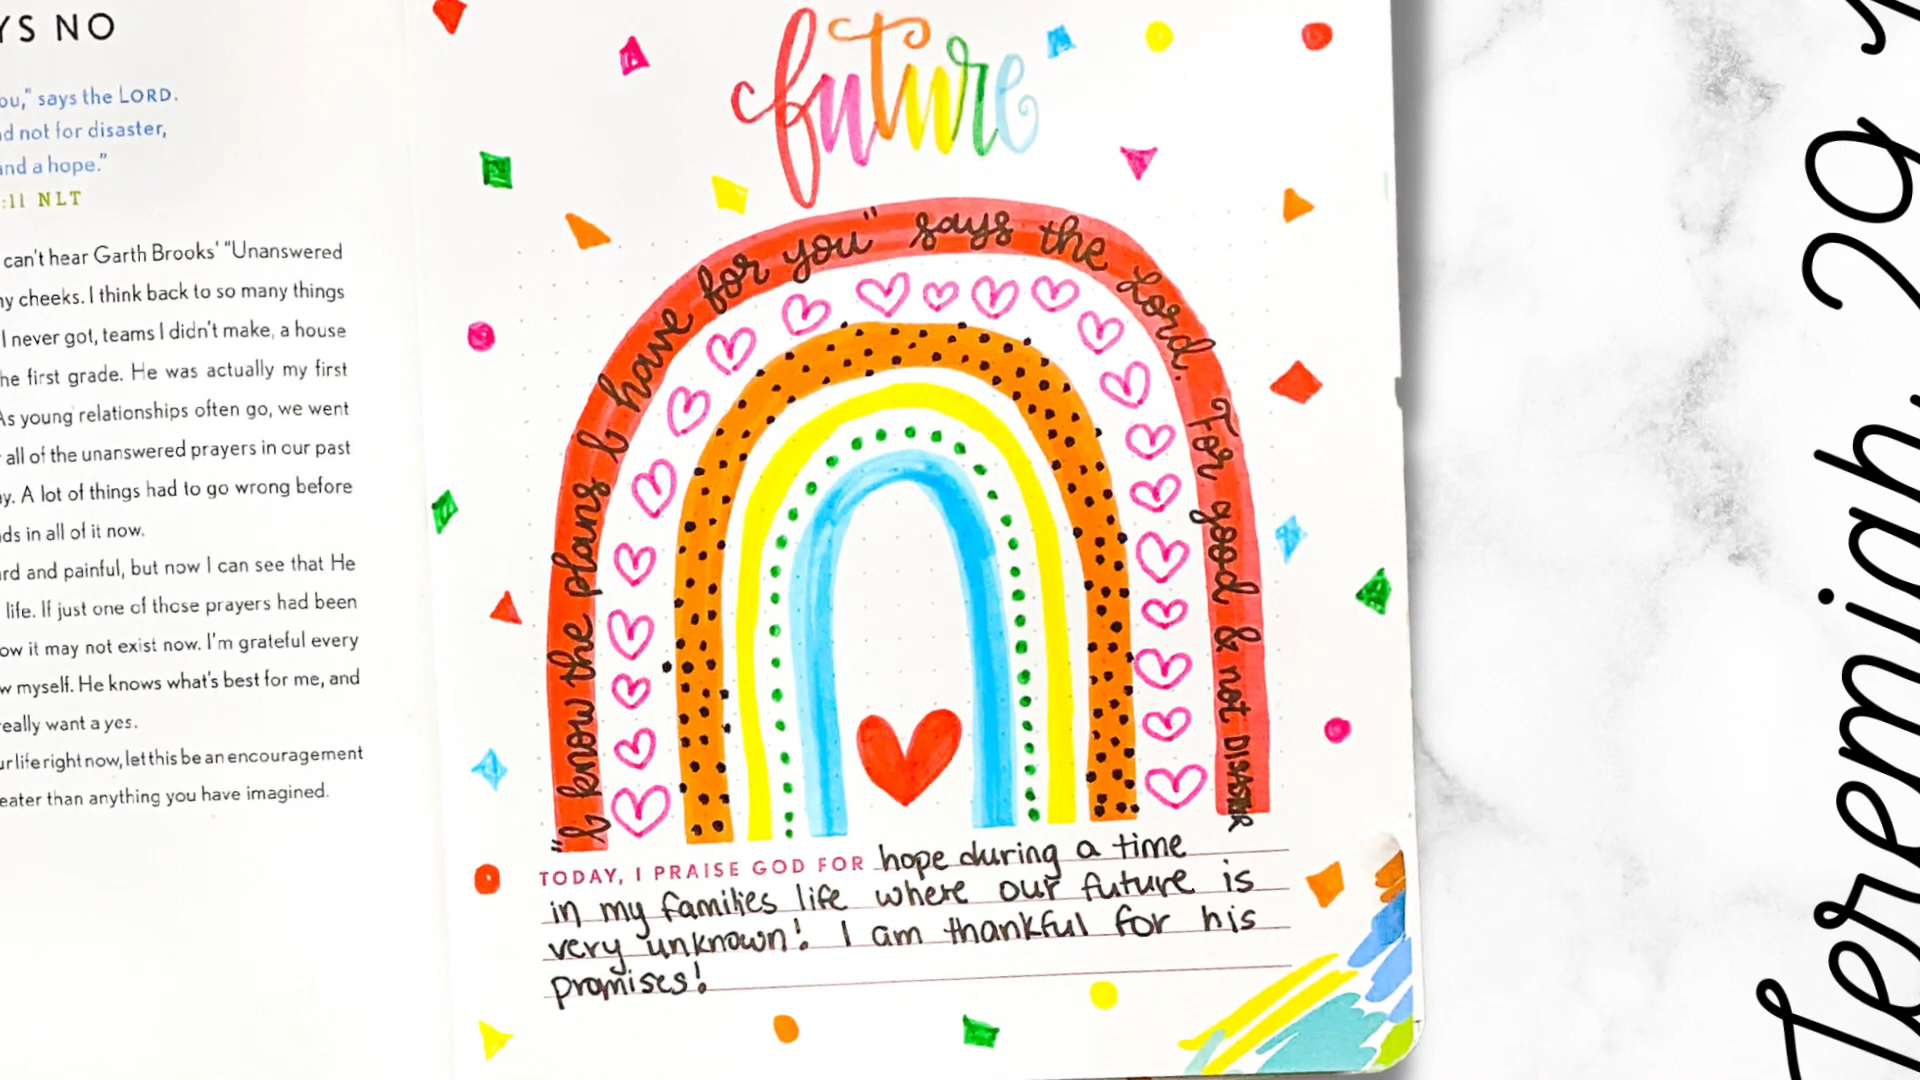 YS NO
ou," says the LORD.
d not for disaster,
and a hope."
:11 NLT
can't hear Garth Brooks' "Unanswered
y cheeks. I think back to so many things
I never got, teams I didn't make, a house
he first grade. He was actually my first
As young relationships often go, we went
all of the unanswered prayers in our past
y. A lot of things had to go wrong before
ds in all of it now.
rd and painful, but now I can see that He
life. If just one of those prayers had been
ow it may not exist now. I'm grateful every
w myself. He knows what's best for me, and
really want a yes.
ur life right now, let this be an encouragement
eater than anything you have imagined.
future
"I know the plans I have for you" says the Lord. For good & not DISASTER
TODAY, I PRAISE GOD FOR hope during a time
in my families life where our future is
very unknown! I am thankful for his
promises!
Jeremiah 29